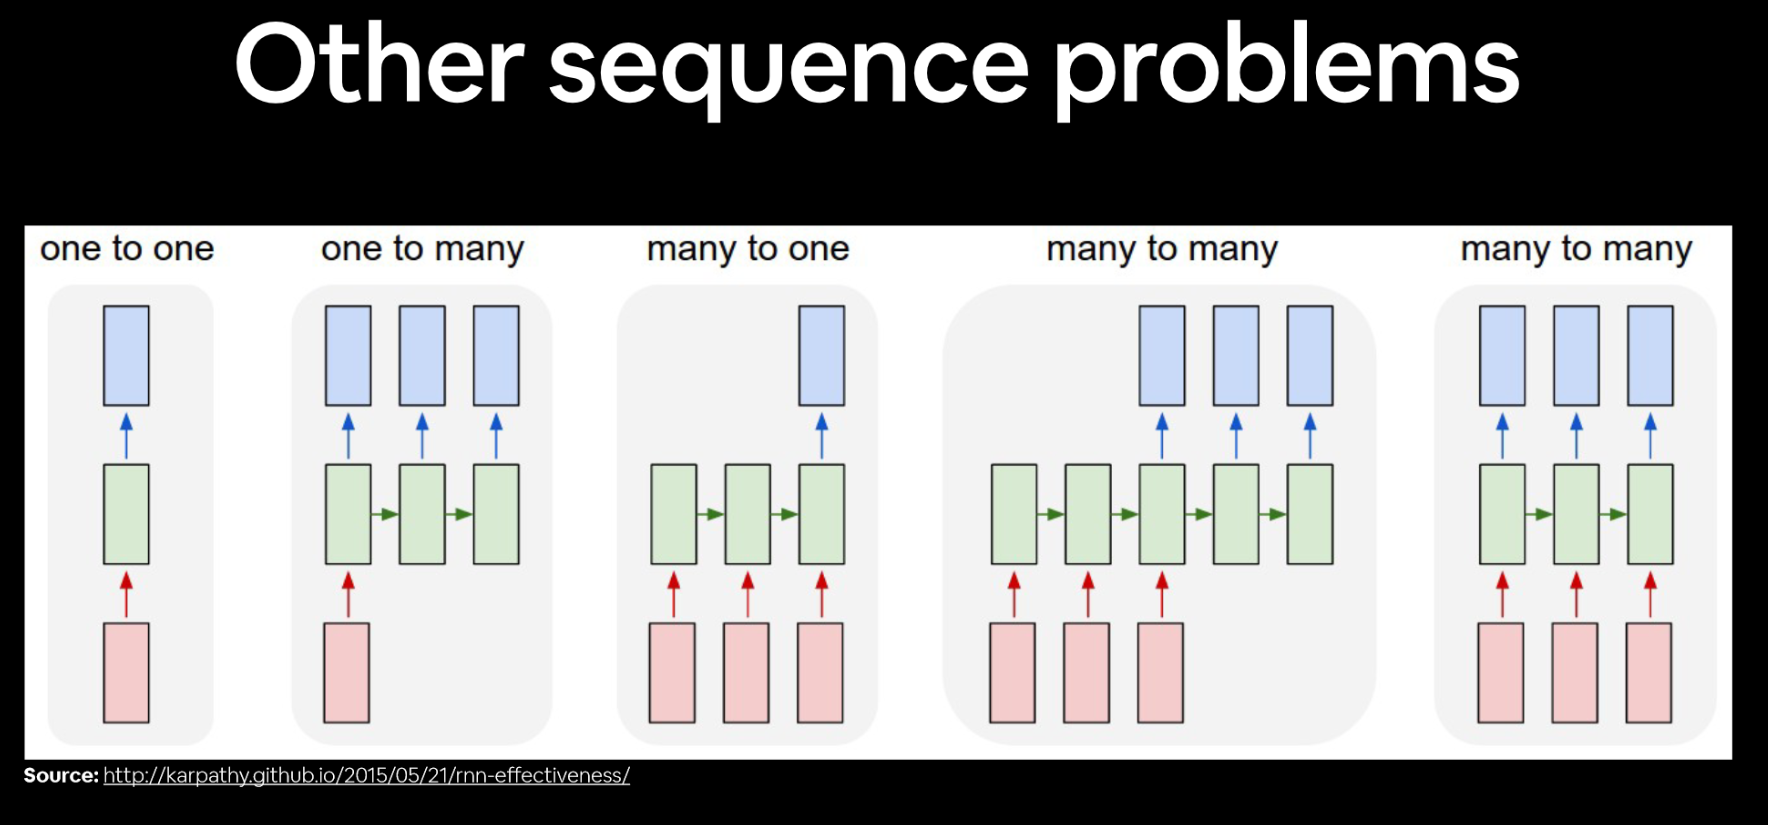 Other sequence problems
one to one
one to many
many to one
many to many
many to many
Source: http://karpathy.github.io/2015/05/21/rnn-effectiveness/